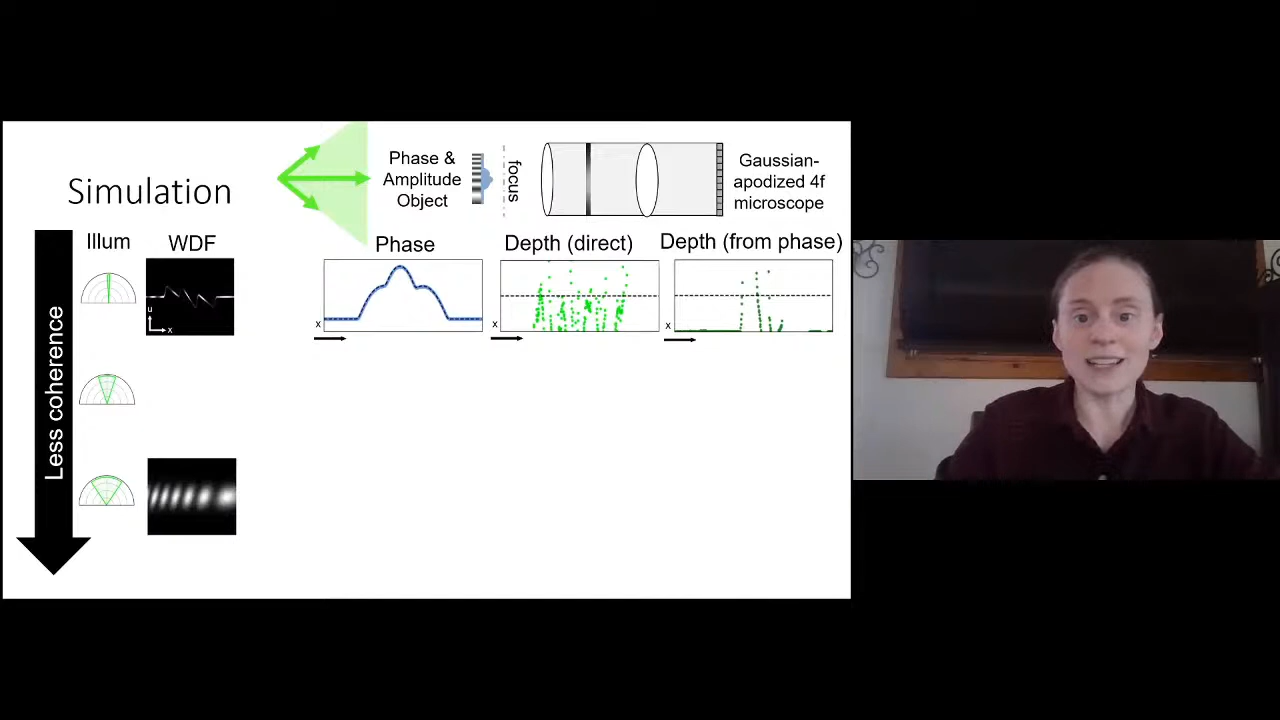 Simulation
Phase &
Amplitude
Object
focus
Gaussian-
apodized 4f
microscope
Less coherence
Illum
WDF
Phase
Depth (direct)
Depth (from phase)
u
x
x
x
x